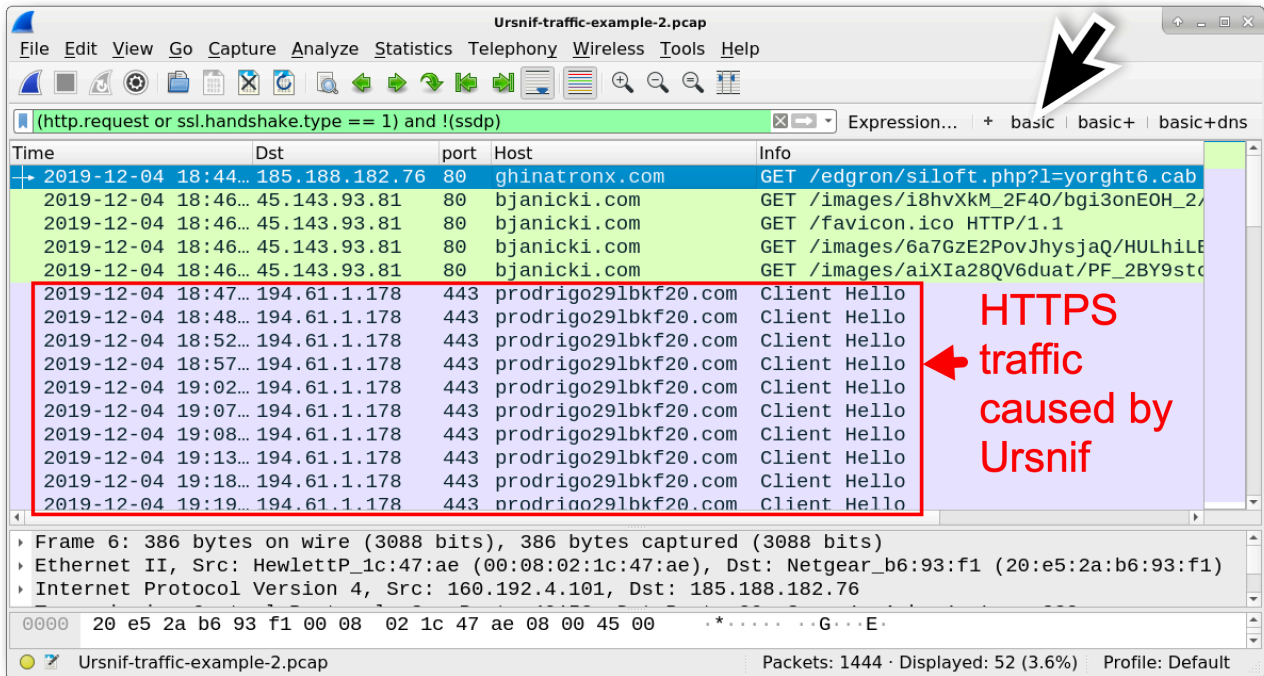 Ursnif-traffic-example-2.pcap
File Edit View Go Capture Analyze Statistics Telephony Wireless Tools Help
(http.request or ssl.handshake.type == 1) and !(ssdp) Expression... + basic basic+ basic+dns
Time Dst port Host Info
2019-12-04 18:44… 185.188.182.76 80 ghinatronx.com GET /edgron/siloft.php?l=yorght6.cab
2019-12-04 18:46… 45.143.93.81 80 bjanicki.com GET /images/i8hvXkM_2F4O/bgi3onEOH_2/
2019-12-04 18:46… 45.143.93.81 80 bjanicki.com GET /favicon.ico HTTP/1.1
2019-12-04 18:46… 45.143.93.81 80 bjanicki.com GET /images/6a7GzE2PovJhysjaQ/HULhiLE
2019-12-04 18:46… 45.143.93.81 80 bjanicki.com GET /images/aiXIa28QV6duat/PF_2BY9stc
2019-12-04 18:47… 194.61.1.178 443 prodrigo29lbkf20.com Client Hello
2019-12-04 18:48… 194.61.1.178 443 prodrigo29lbkf20.com Client Hello
2019-12-04 18:52… 194.61.1.178 443 prodrigo29lbkf20.com Client Hello
2019-12-04 18:57… 194.61.1.178 443 prodrigo29lbkf20.com Client Hello
2019-12-04 19:02… 194.61.1.178 443 prodrigo29lbkf20.com Client Hello
2019-12-04 19:07… 194.61.1.178 443 prodrigo29lbkf20.com Client Hello
2019-12-04 19:08… 194.61.1.178 443 prodrigo29lbkf20.com Client Hello
2019-12-04 19:13… 194.61.1.178 443 prodrigo29lbkf20.com Client Hello
2019-12-04 19:18… 194.61.1.178 443 prodrigo29lbkf20.com Client Hello
2019-12-04 19:19… 194.61.1.178 443 prodrigo29lbkf20.com Client Hello
HTTPS
traffic
caused by
Ursnif
Frame 6: 386 bytes on wire (3088 bits), 386 bytes captured (3088 bits)
Ethernet II, Src: HewlettP_1c:47:ae (00:08:02:1c:47:ae), Dst: Netgear_b6:93:f1 (20:e5:2a:b6:93:f1)
Internet Protocol Version 4, Src: 160.192.4.101, Dst: 185.188.182.76
0000 20 e5 2a b6 93 f1 00 08 02 1c 47 ae 08 00 45 00 ·*····· ··G···E·
Ursnif-traffic-example-2.pcap Packets: 1444 · Displayed: 52 (3.6%) Profile: Default